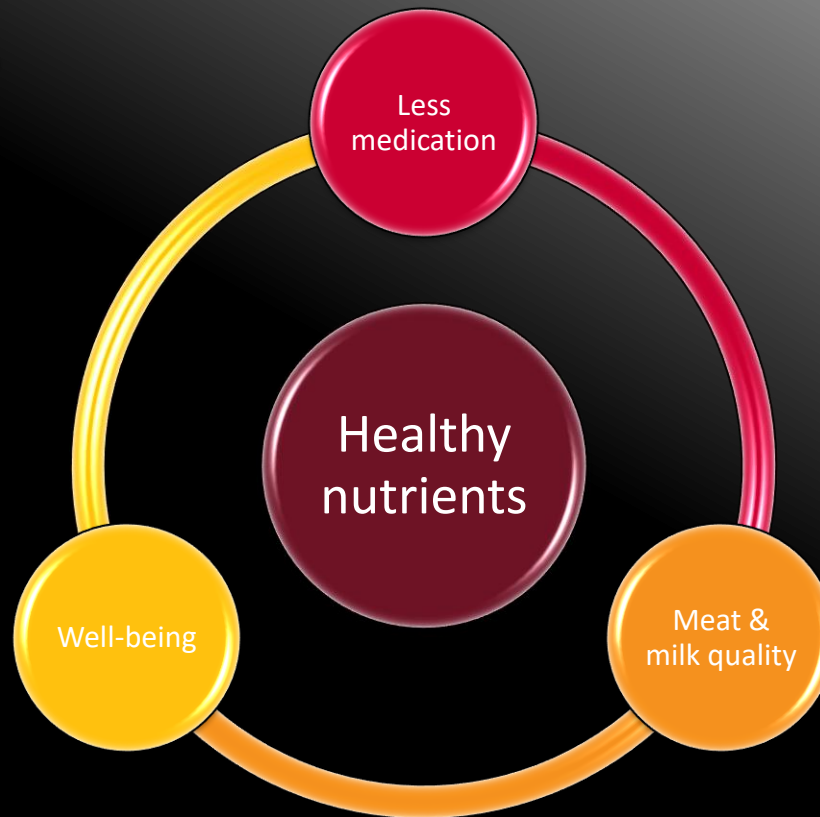 Less
medication
Healthy
nutrients
Well-being
Meat &
milk quality